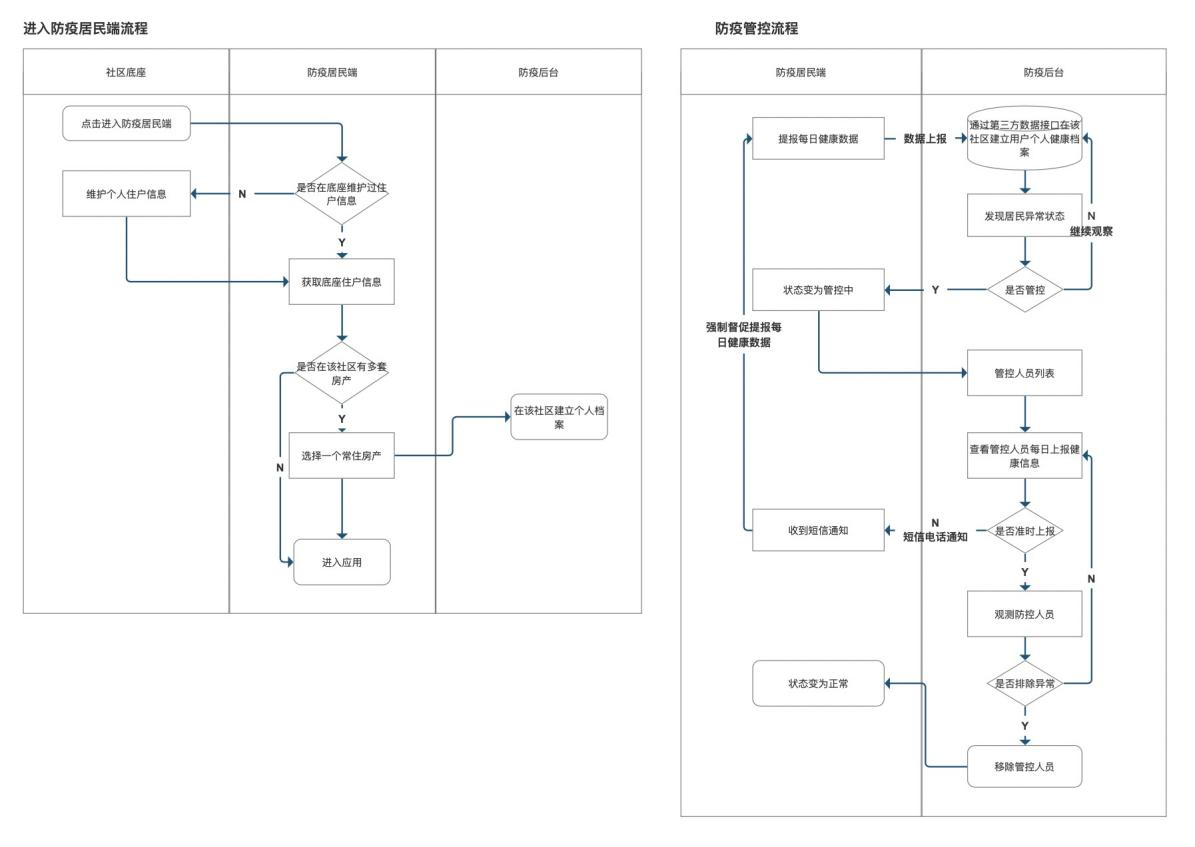 进入防疫居民端流程
社区底座
防疫居民端
防疫后台
点击进入防疫居民端
是否在底座维护过住
户信息
N
维护个人住户信息
Y
获取底座住户信息
是否在该社区有多套
房产
Y
在该社区建立个人档
案
选择一个常住房产
N
进入应用
防疫管控流程
防疫居民端
防疫后台
提报每日健康数据
数据上报
通过第三方数据接口在该
社区建立用户个人健康档
案
发现居民异常状态
N
继续观察
是否管控
Y
状态变为管控中
强制督促提报每
日健康数据
管控人员列表
查看管控人员每日上报健
康信息
是否准时上报
N
短信电话通知
收到短信通知
Y
N
观测防控人员
是否排除异常
状态变为正常
Y
移除管控人员